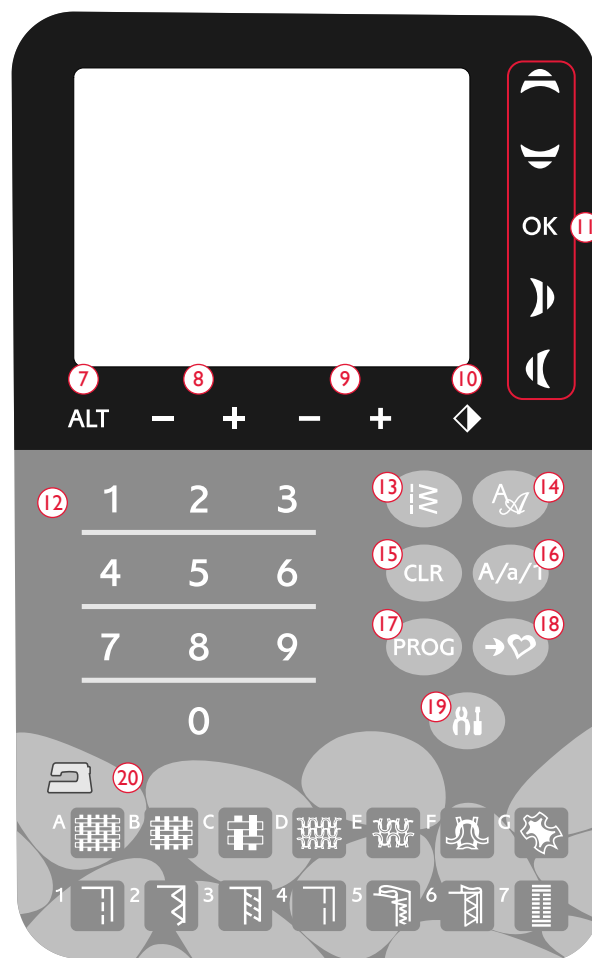 OK 11
7 8 9 10
ALT − + − +
12 1 2 3 13 14
4 5 6 15 CLR 16 A/a/1
7 8 9 17 PROG 18
0 19
20
A B C D E F G
1 2 3 4 5 6 7